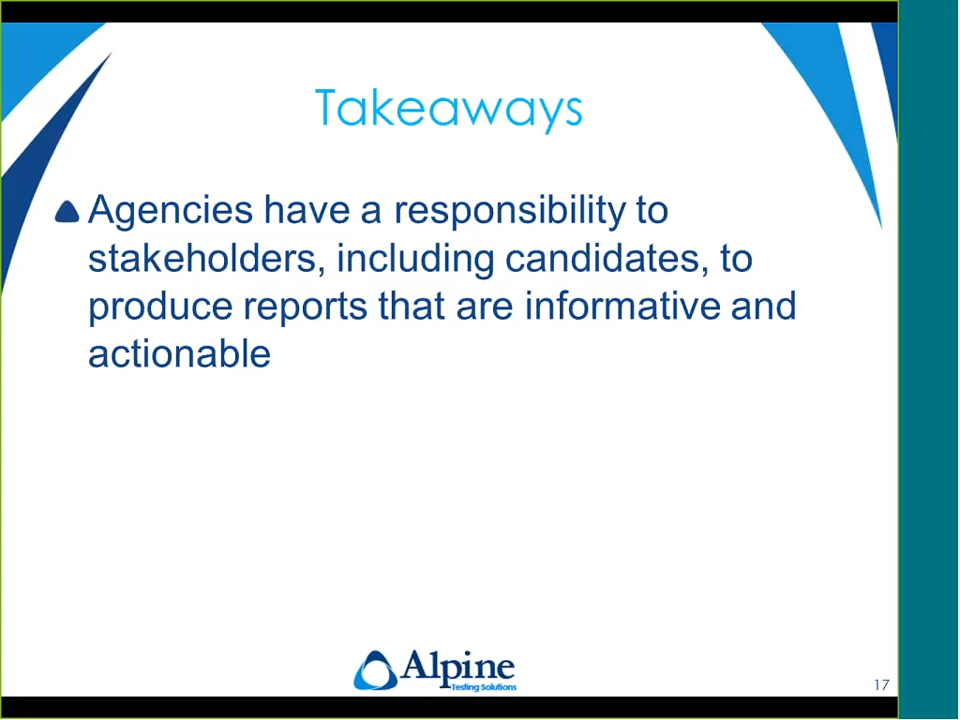 Takeaways
Agencies have a responsibility to
stakeholders, including candidates, to
produce reports that are informative and
actionable
Alpine
Testing Solutions
17